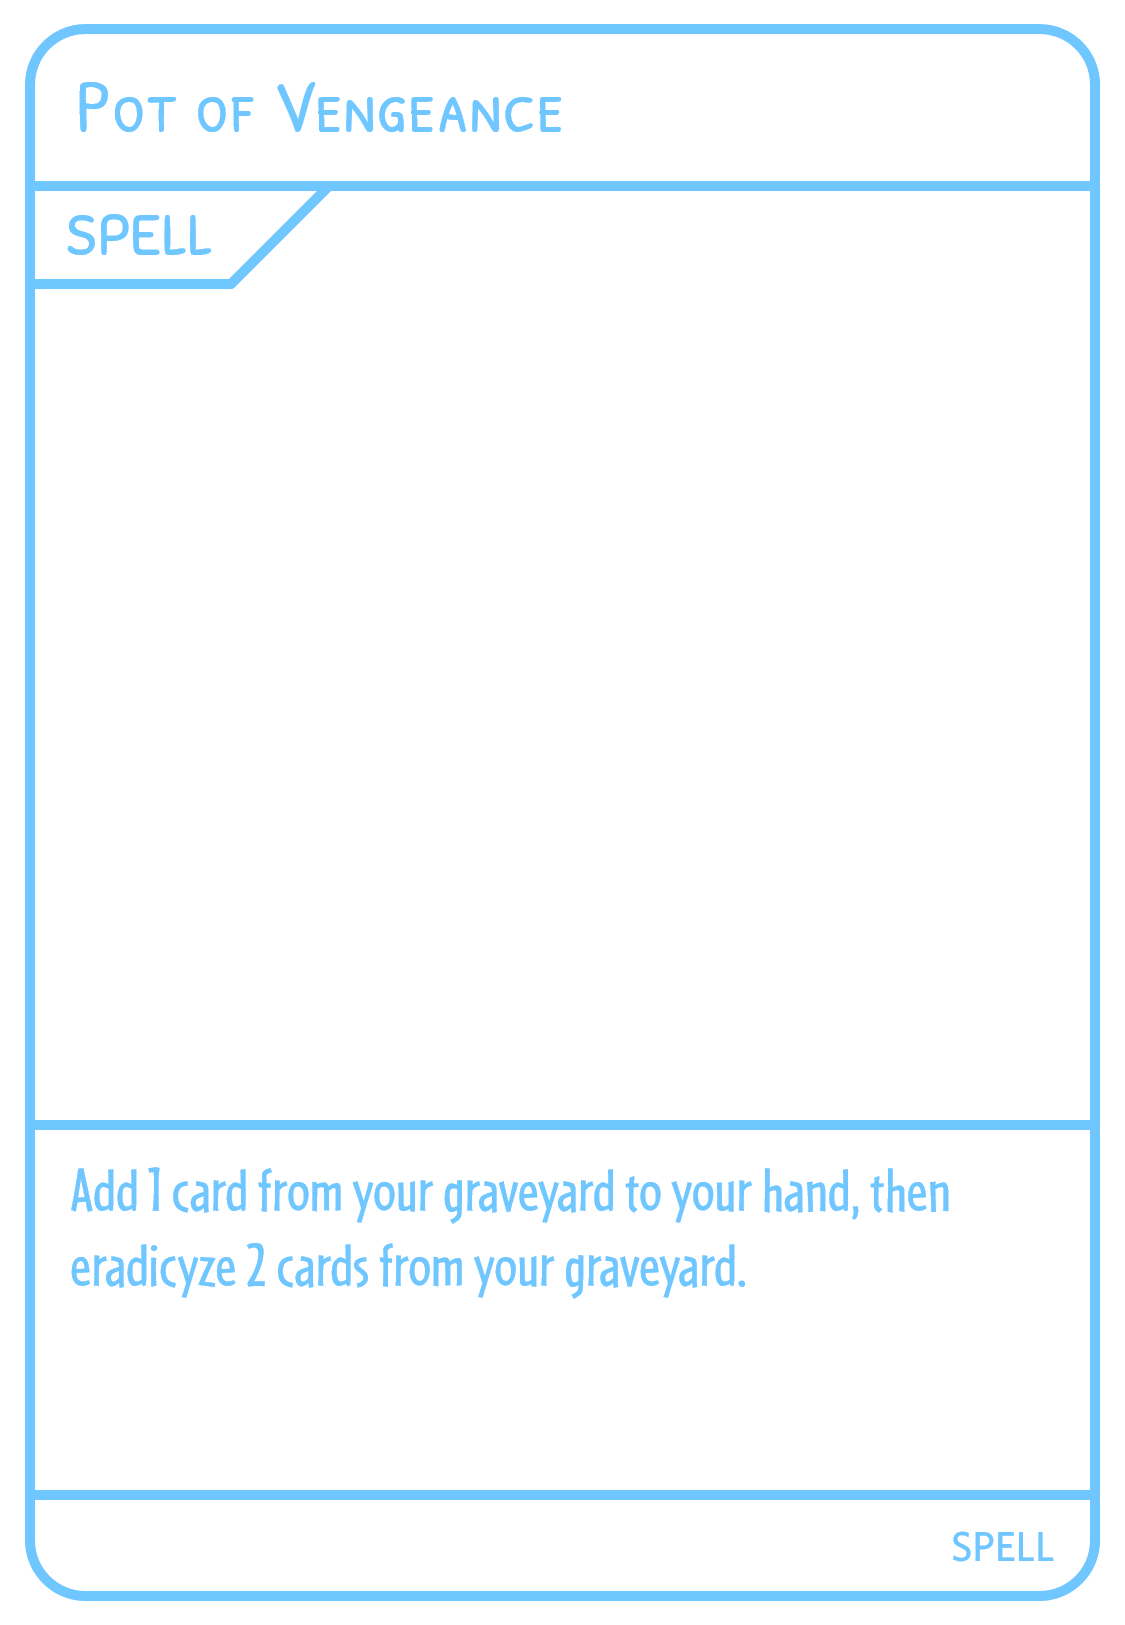 Pot of Vengeance
SPELL
Add 1 card from your graveyard to your hand, then
eradicyze 2 cards from your graveyard.
SPELL